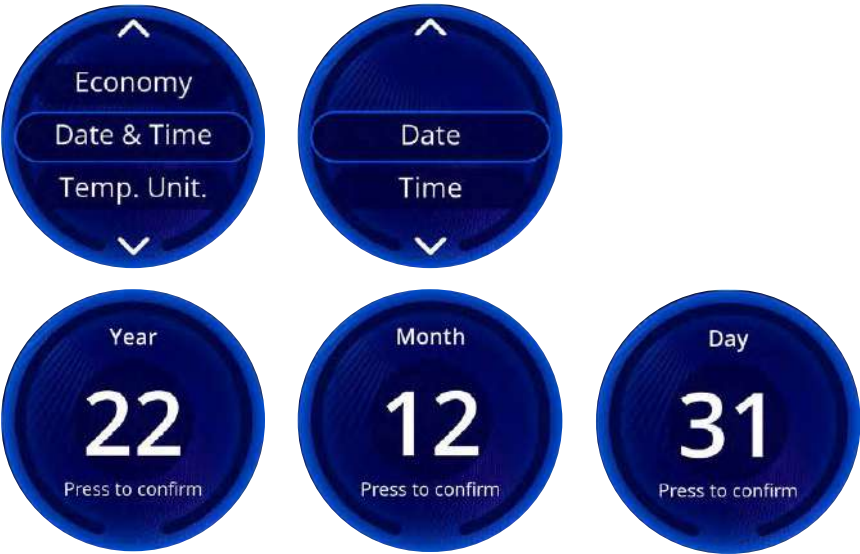 Economy
Date & Time
Temp. Unit.
Date
Time
Year
22
Press to confirm
Month
12
Press to confirm
Day
31
Press to confirm